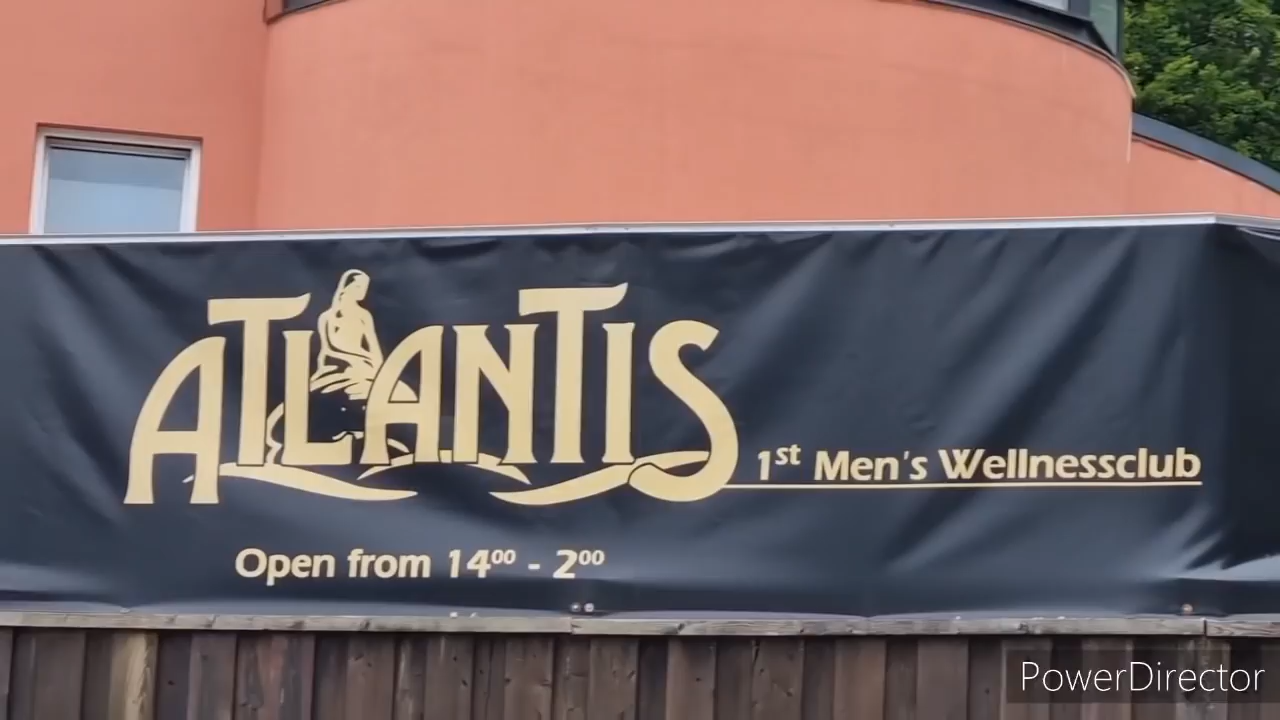 ATLANTIS
1st Men's Wellnessclub
Open from 14⁰⁰ - 2⁰⁰
PowerDirector